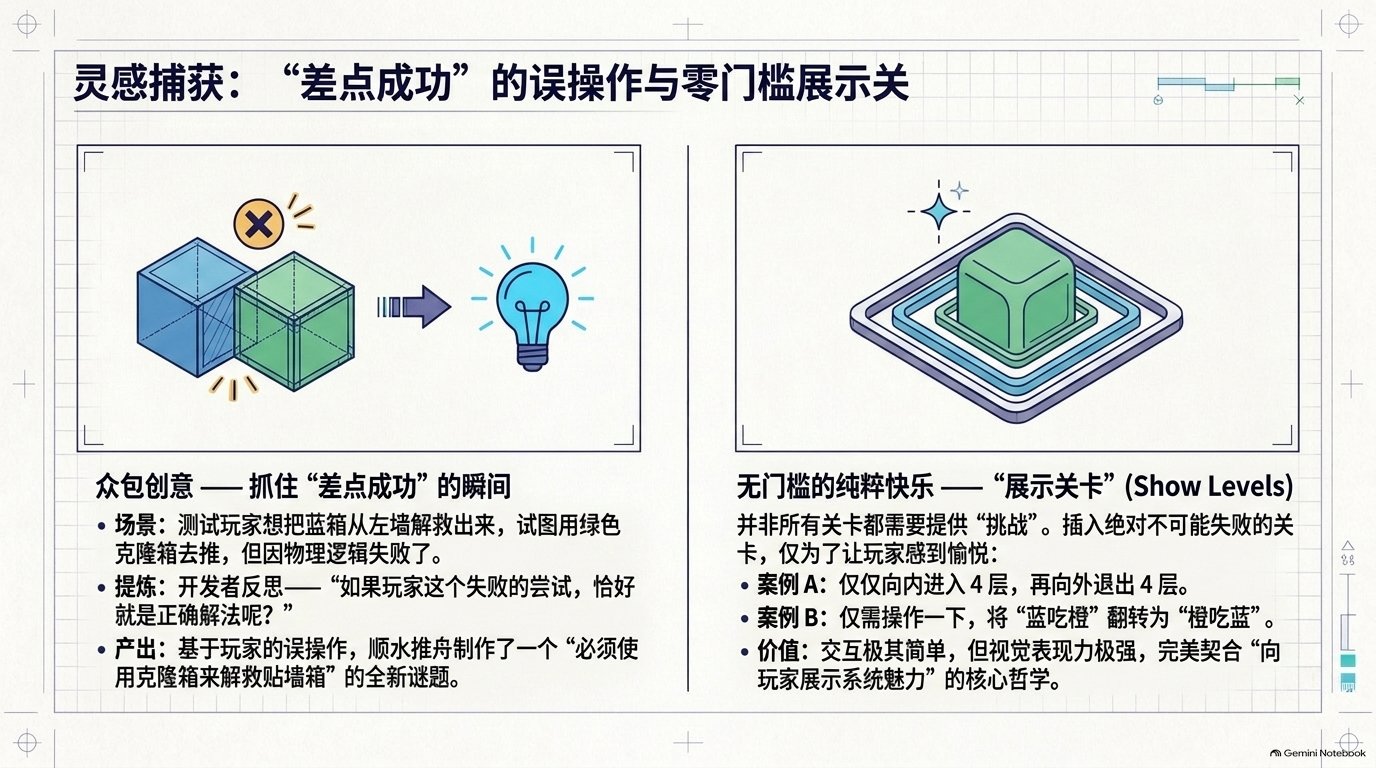 灵感捕获：“差点成功”的误操作与零门槛展示关
众包创意 —— 抓住“差点成功”的瞬间
• 场景：测试玩家想把蓝箱从左墙解救出来，试图用绿色
克隆箱去推，但因物理逻辑失败了。
• 提炼：开发者反思——“如果玩家这个失败的尝试，恰好
就是正确解法呢？”
• 产出：基于玩家的误操作，顺水推舟制作了一个“必须使
用克隆箱来解救贴墙箱”的全新谜题。
无门槛的纯粹快乐 ——“展示关卡”(Show Levels)
并非所有关卡都需要提供“挑战”。插入绝对不可能失败的关
卡，仅为了让玩家感到愉悦：
• 案例 A：仅仅向内进入 4 层，再向外退出 4 层。
• 案例 B：仅需操作一下，将“蓝吃橙”翻转为“橙吃蓝”。
• 价值：交互极其简单，但视觉表现力极强，完美契合“向
玩家展示系统魅力”的核心哲学。
Gemini Notebook